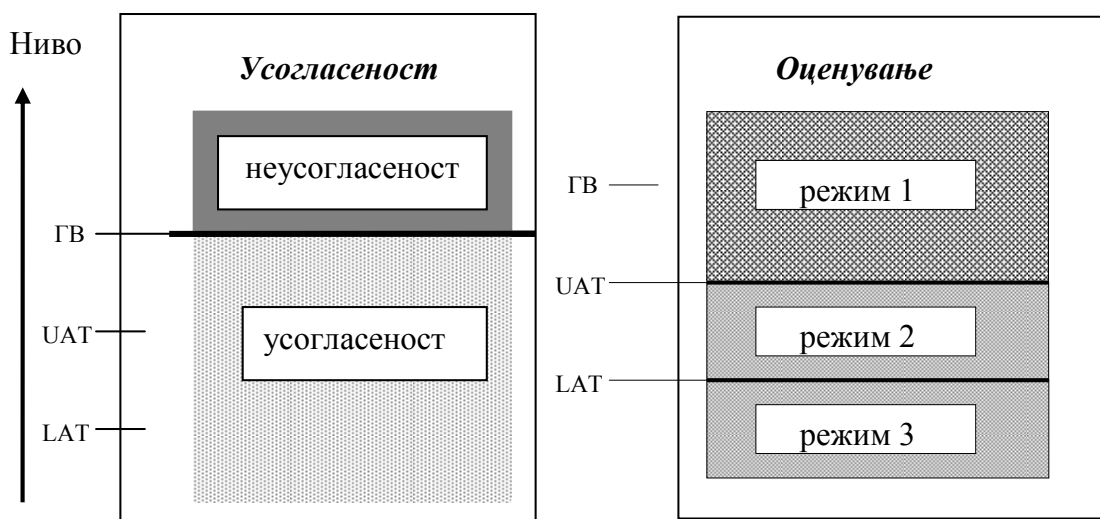 Ниво
Усогласеност
неусогласеност
ГВ
UAT
усогласеност
LAT
Оценување
ГВ
режим 1
UAT
режим 2
LAT
режим 3